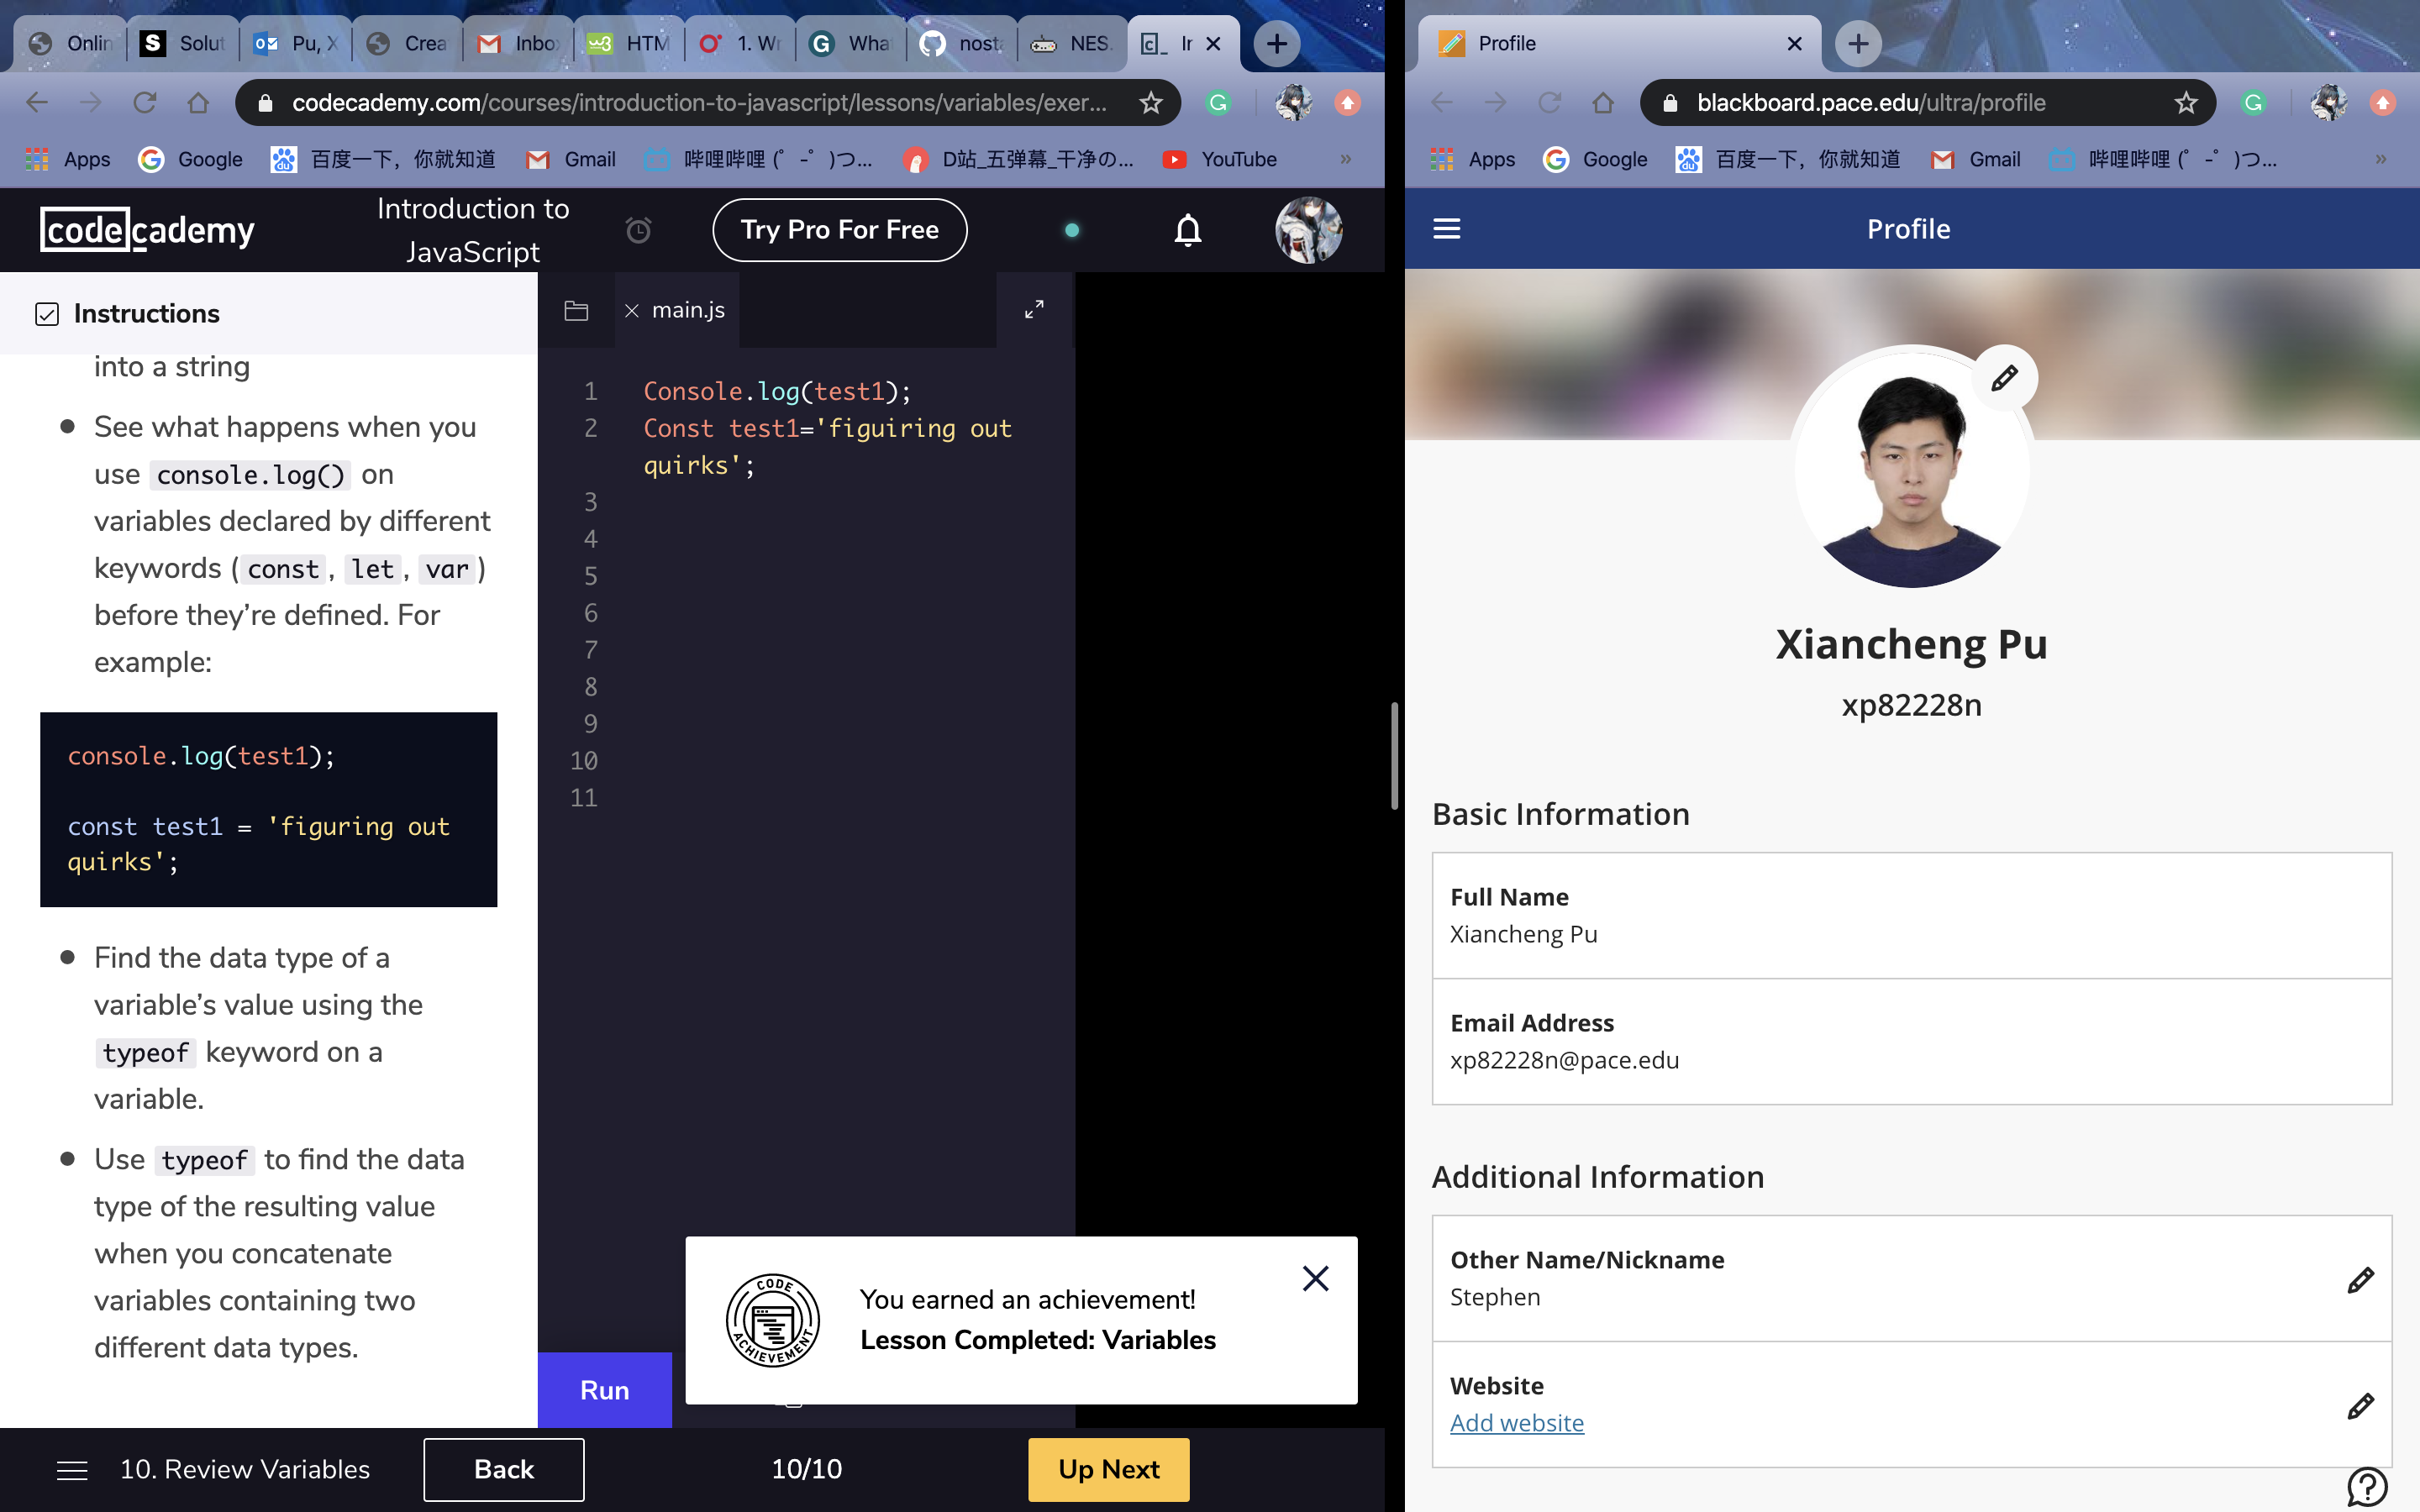 Onlin
Solut
Pu, X
Crea
Inbo
HTM
1. Wr
What
nosta
NES.
Ir
codecademy.com/courses/introduction-to-javascript/lessons/variables/exer...
Apps
Google
百度一下，你就知道
Gmail
哔哩哔哩 (゜-゜)つ...
D站_五弹幕_干净の...
YouTube
»
codecademy
Introduction to
JavaScript
Try Pro For Free
Instructions
into a string
See what happens when you
use console.log() on
variables declared by different
keywords (const, let, var)
before they’re defined. For
example:
console.log(test1);
const test1 = 'figuring out
quirks';
Find the data type of a
variable’s value using the
typeof keyword on a
variable.
Use typeof to find the data
type of the resulting value
when you concatenate
variables containing two
different data types.
main.js
1 Console.log(test1);
2 Const test1='figuiring out
quirks';
3
4
5
6
7
8
9
10
11
Run
CODE ACHIEVEMENT
You earned an achievement!
Lesson Completed: Variables
10. Review Variables
Back
10/10
Up Next
Profile
blackboard.pace.edu/ultra/profile
Apps
Google
百度一下，你就知道
Gmail
哔哩哔哩 (゜-゜)つ...
»
Profile
Xiancheng Pu
xp82228n
Basic Information
Full Name
Xiancheng Pu
Email Address
xp82228n@pace.edu
Additional Information
Other Name/Nickname
Stephen
Website
Add website